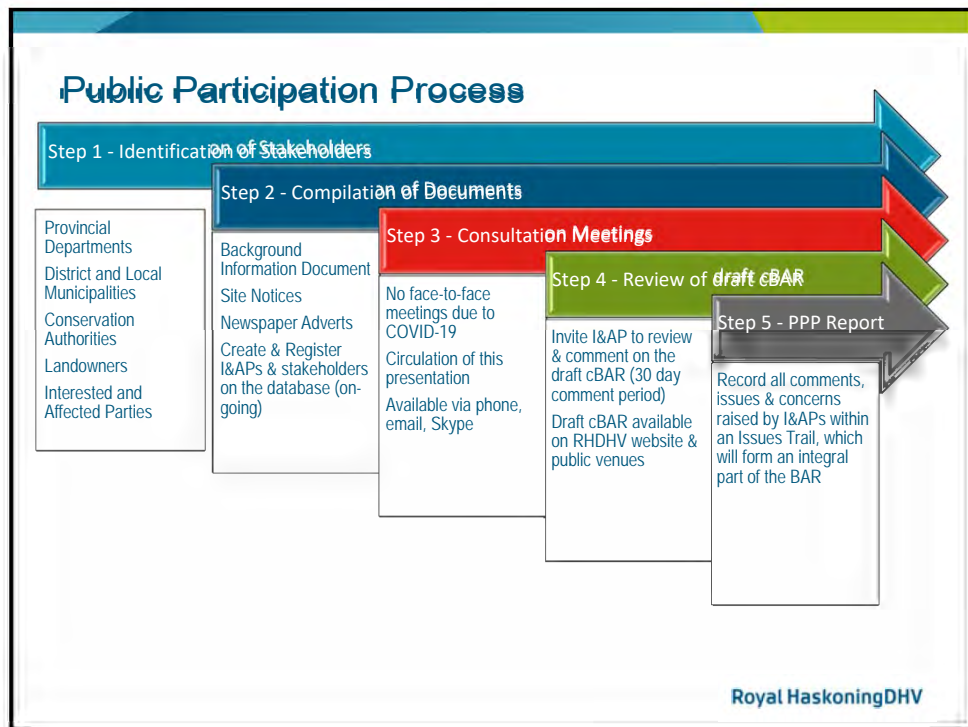 Public Participation Process
Step 1 - Identification of Stakeholders
Step 2 - Compilation of Documents
Step 3 - Consultation Meetings
Step 4 - Review of draft cBAR
Step 5 - PPP Report
Provincial
Departments
District and Local
Municipalities
Conservation
Authorities
Landowners
Interested and
Affected Parties
Background
Information Document
Site Notices
Newspaper Adverts
Create & Register
I&APs & stakeholders
on the database (on-
going)
No face-to-face
meetings due to
COVID-19
Circulation of this
presentation
Available via phone,
email, Skype
Invite I&AP to review
& comment on the
draft cBAR (30 day
comment period)
Draft cBAR available
on RHDHV website &
public venues
Record all comments,
issues & concerns
raised by I&APs within
an Issues Trail, which
will form an integral
part of the BAR
Royal HaskoningDHV